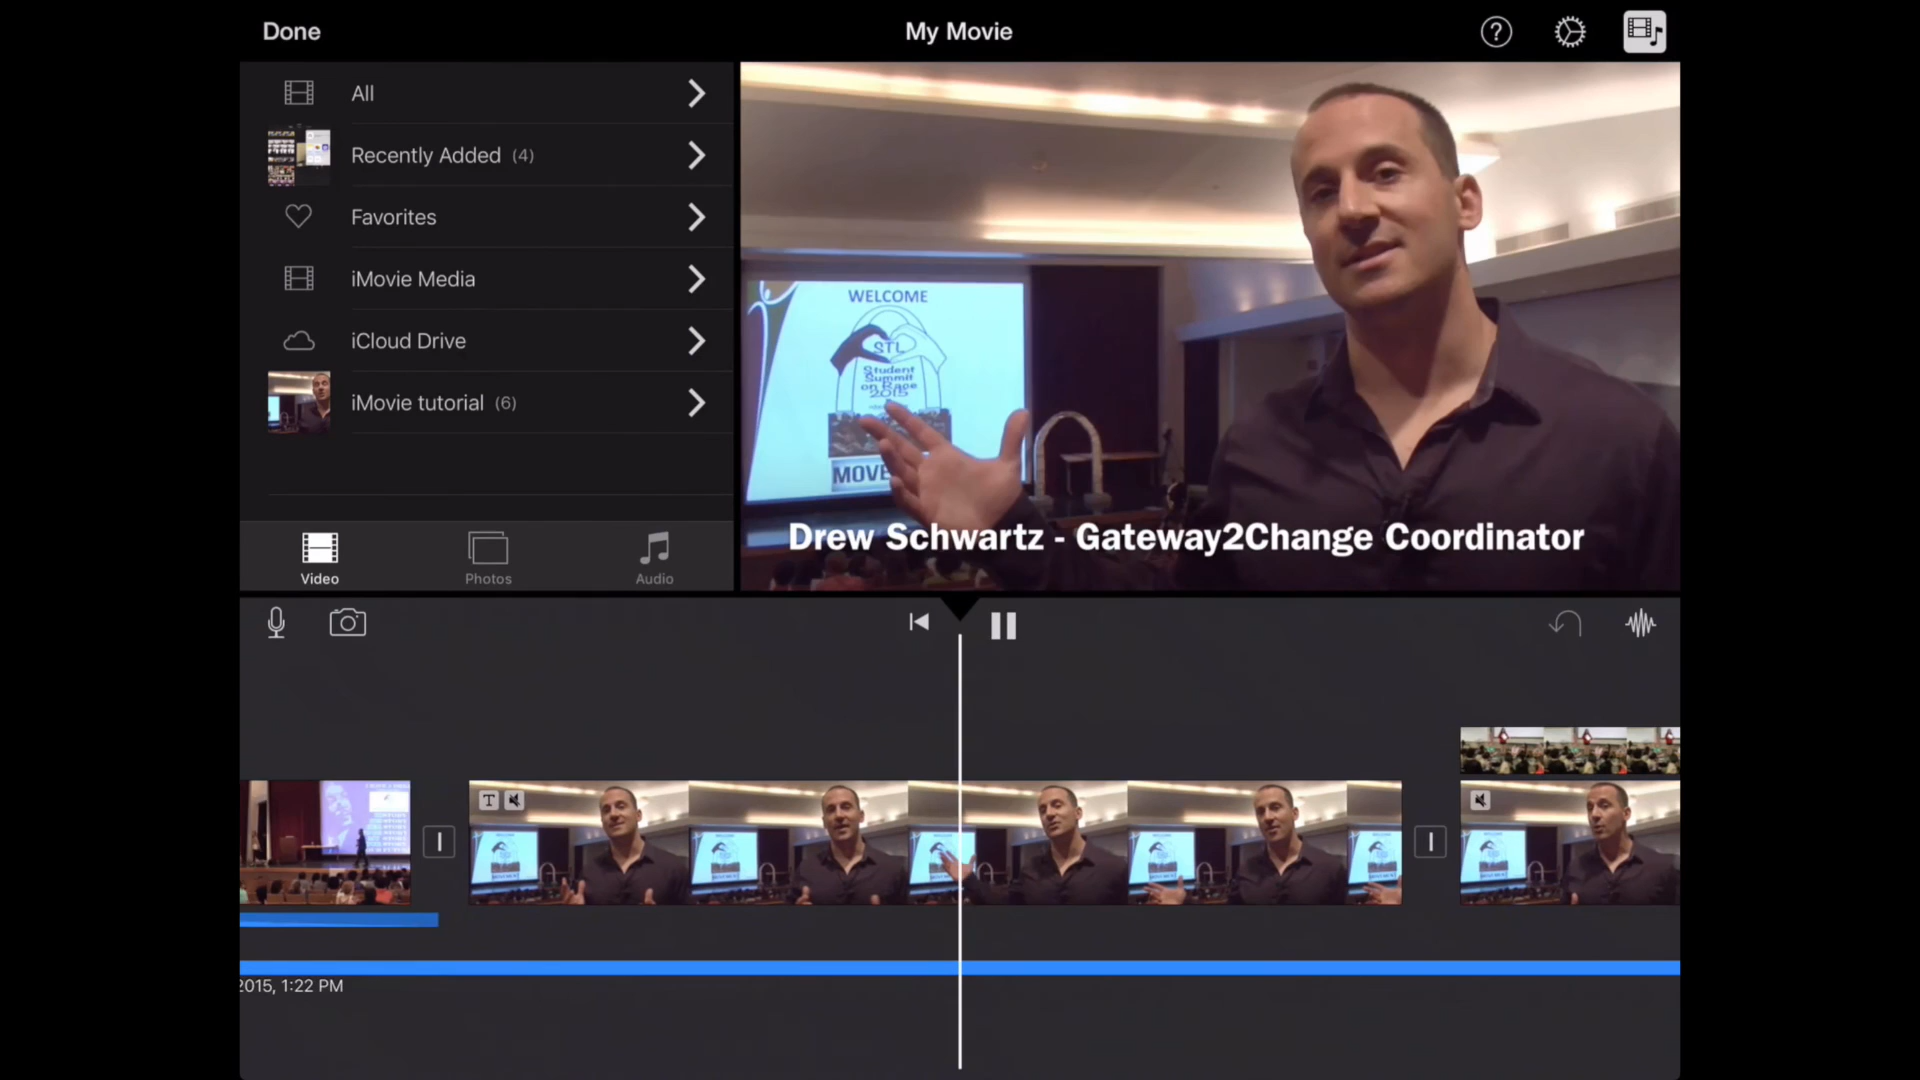 Done
My Movie
?
All
Recently Added (4)
Favorites
iMovie Media
iCloud Drive
iMovie tutorial (6)
Video
Photos
Audio
WELCOME
STL
Student
Summit
on Race
2015
MOVE
Drew Schwartz - Gateway2Change Coordinator
T
2015, 1:22 PM